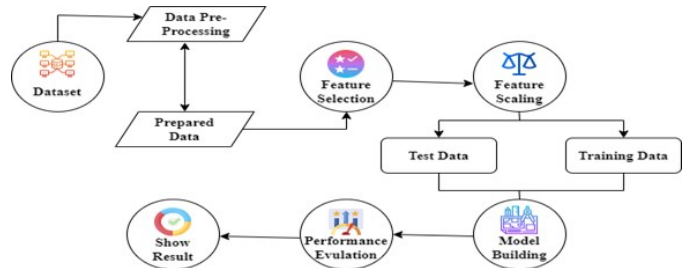 Data Pre-
Processing
Dataset
Prepared
Data
Feature
Selection
Feature
Scaling
Test Data
Training Data
Show
Result
Performance
Evulation
Model
Building